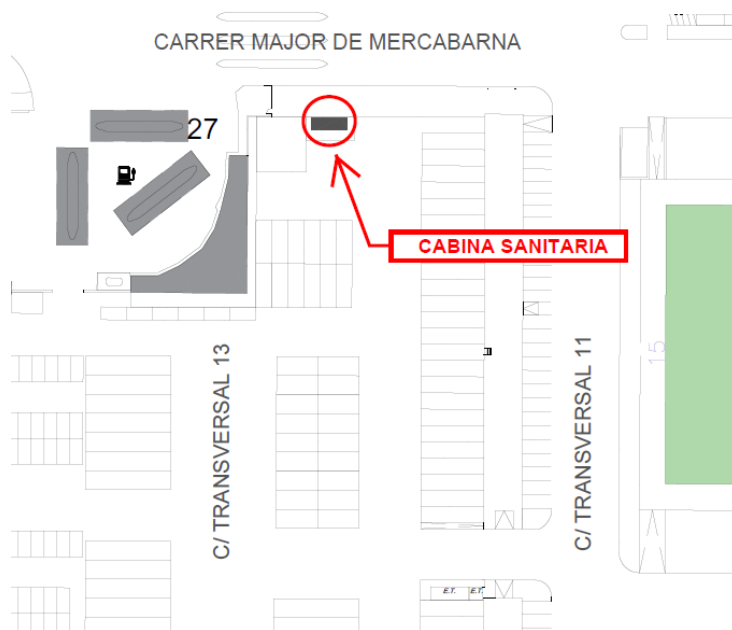 CARRER MAJOR DE MERCABARNA
27
CABINA SANITARIA
C/ TRANSVERSAL 13
C/ TRANSVERSAL 11
15
E.T.
E.T.